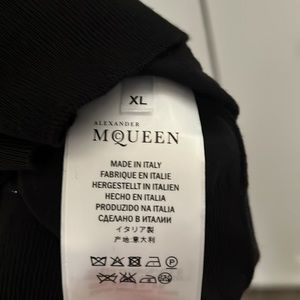 XL
ALEXANDER
McQUEEN
MADE IN ITALY
FABRIQUE EN ITALIE
HERGESTELLT IN ITALIEN
HECHO EN ITALIA
PRODUZIDO NA ITALIA
СДЕЛАНО В ИТАЛИИ
イタリア製
产地:意大利